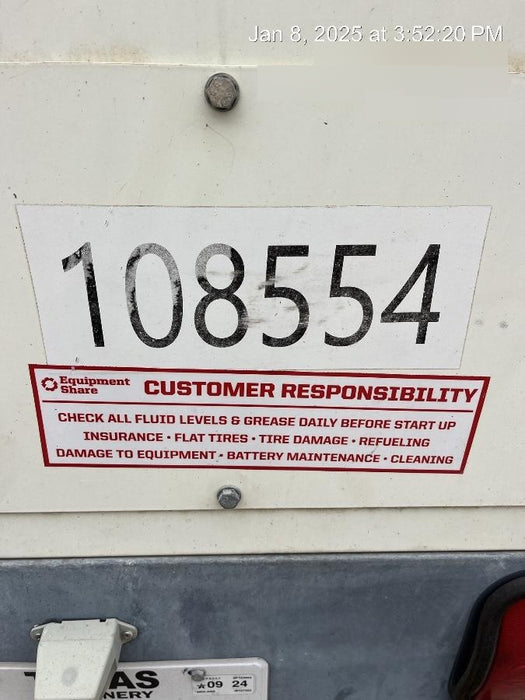 Jan 8, 2025 at 3:52:20 PM
108554
Equipment
Share
CUSTOMER RESPONSIBILITY
CHECK ALL FLUID LEVELS & GREASE DAILY BEFORE START UP
INSURANCE • FLAT TIRES • TIRE DAMAGE • REFUELING
DAMAGE TO EQUIPMENT • BATTERY MAINTENANCE • CLEANING
09 24